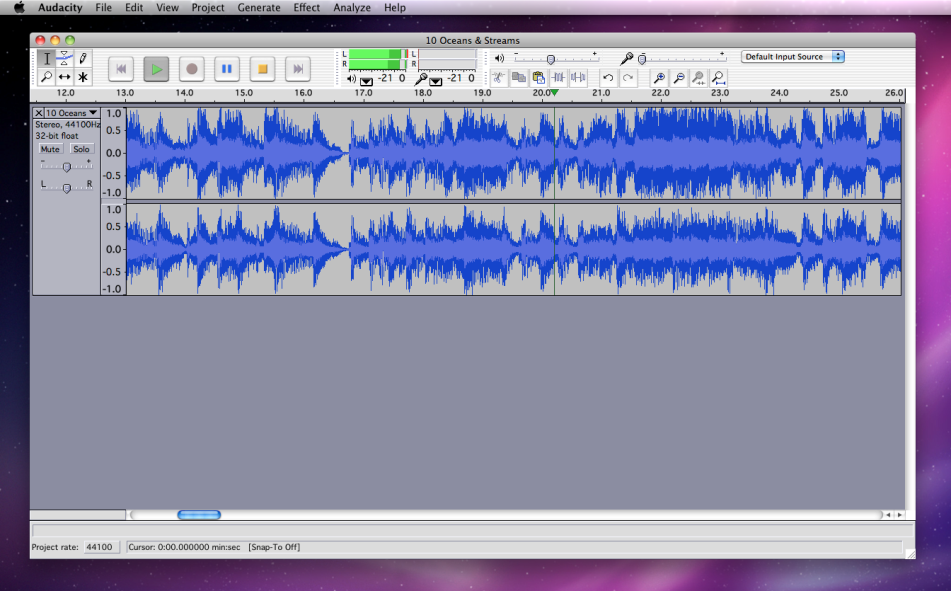 Audacity File Edit View Project Generate Effect Analyze Help
10 Oceans & Streams
L
R
-21 0
L
R
-21 0
- +
- +
Default Input Source
12.0 13.0 14.0 15.0 16.0 17.0 18.0 19.0 20.0 21.0 22.0 23.0 24.0 25.0 26.0
10 Oceans
Stereo, 44100Hz
32-bit float
Mute Solo
- +
L R
1.0
0.5
0.0
-0.5
-1.0
1.0
0.5
0.0
-0.5
-1.0
Project rate: 44100 Cursor: 0:00.000000 min:sec [Snap-To Off]